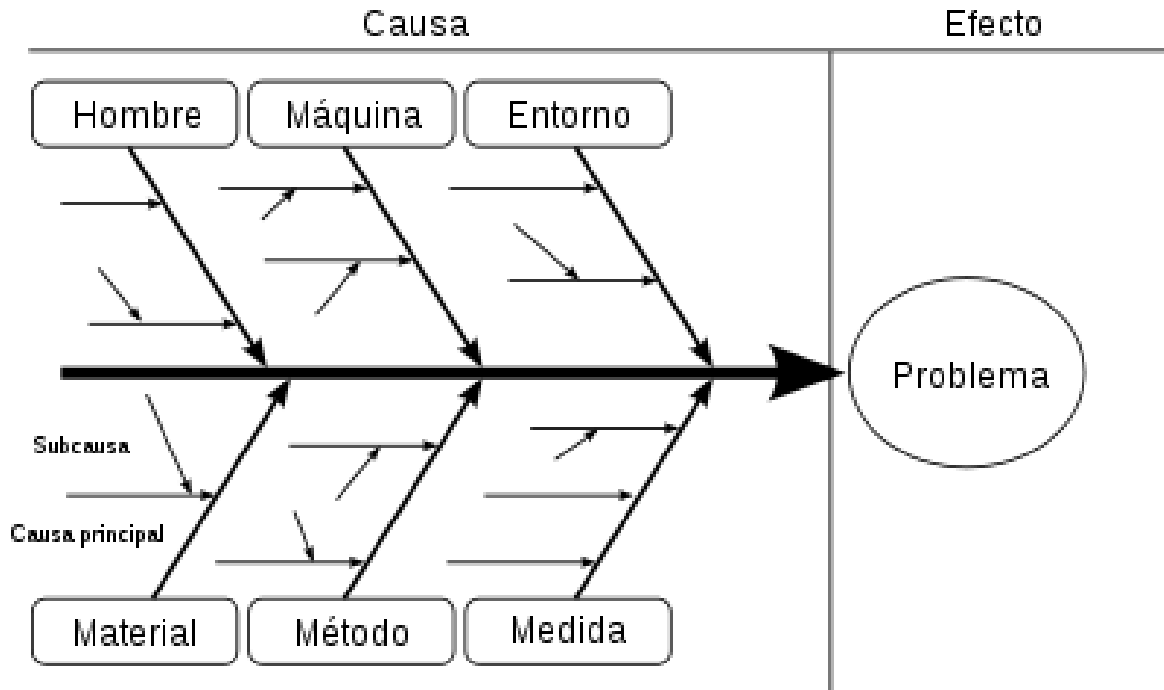 Causa
Efecto
Hombre
Máquina
Entorno
Problema
Subcausa
Causa principal
Material
Método
Medida